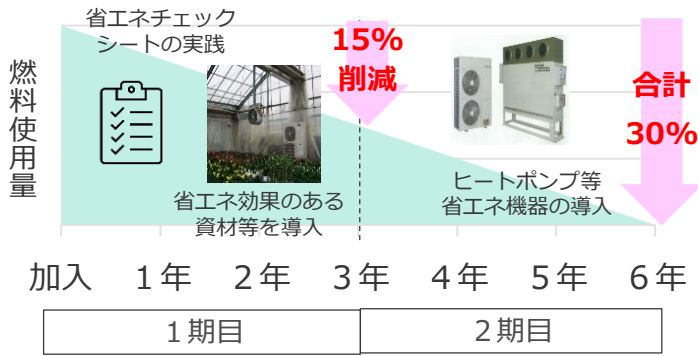 省エネチェック
シートの実践
15%
削減
合計
30%
燃料使用量
省エネ効果のある
資材等を導入
ヒートポンプ等
省エネ機器の導入
加入 １年 ２年 ３年 ４年 ５年 ６年
１期目 ２期目